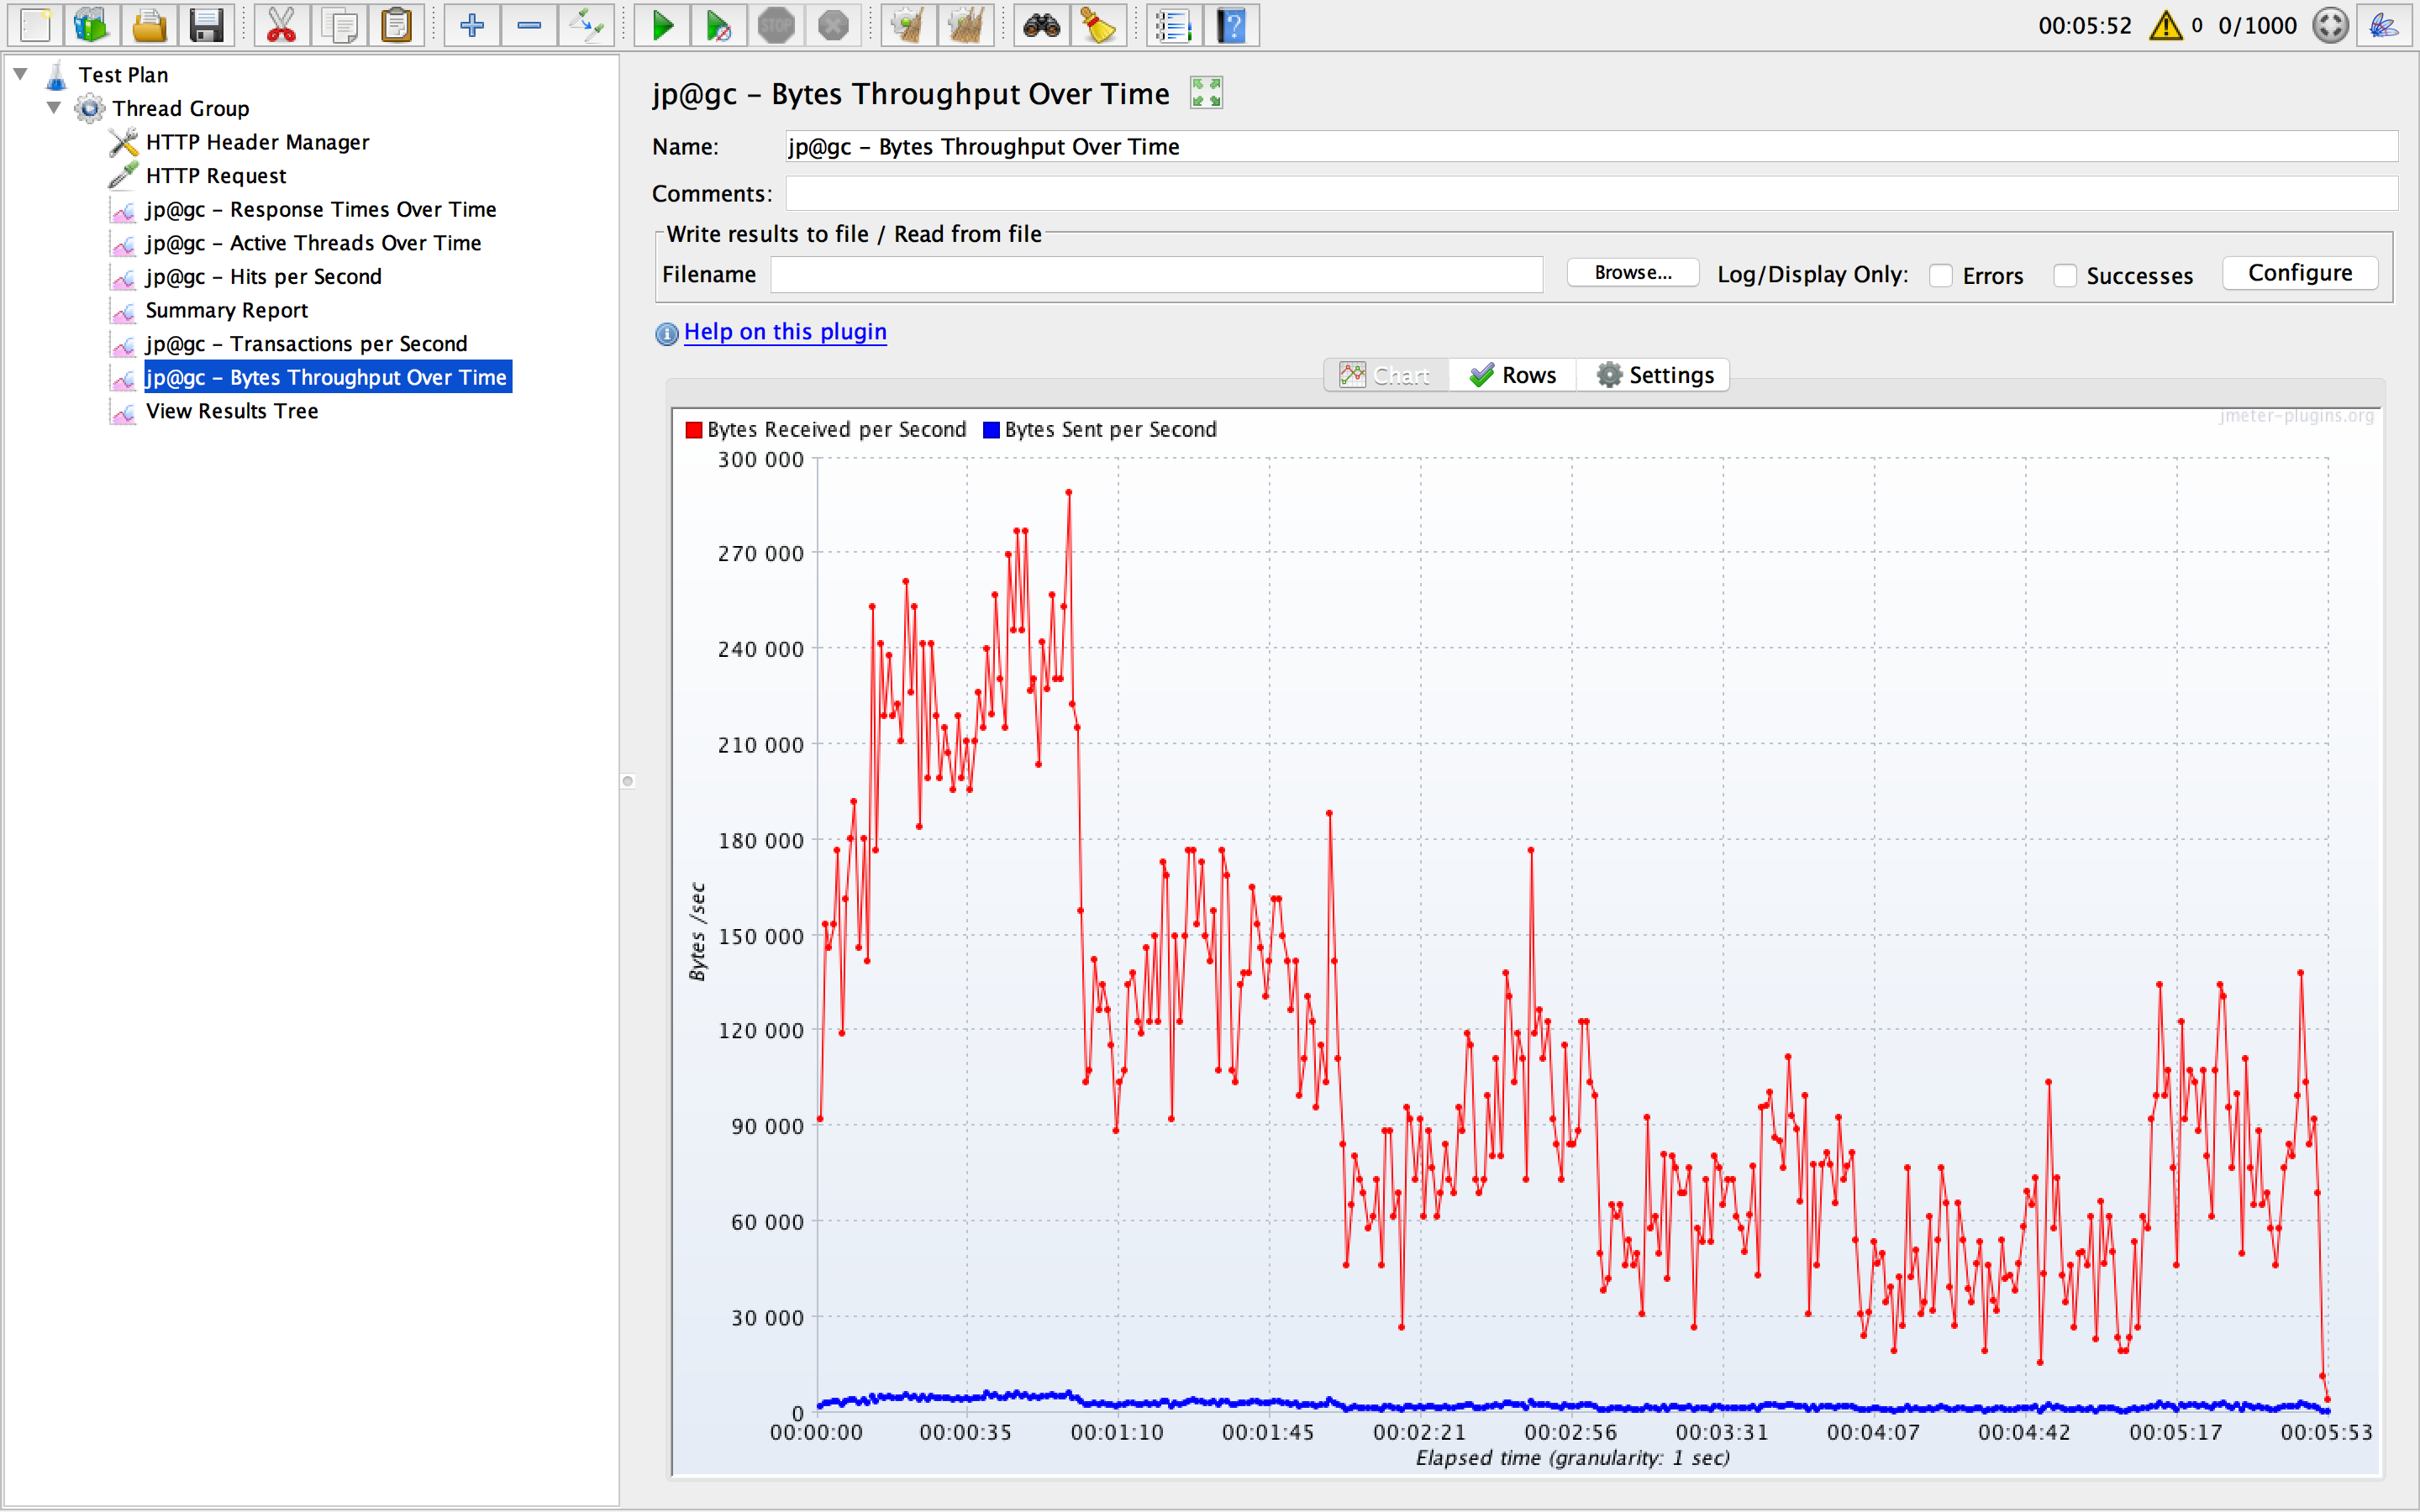 STOP
00:05:52 0 0/1000
Test Plan
Thread Group
HTTP Header Manager
HTTP Request
jp@gc - Response Times Over Time
jp@gc - Active Threads Over Time
jp@gc - Hits per Second
Summary Report
jp@gc - Transactions per Second
jp@gc - Bytes Throughput Over Time
View Results Tree
jp@gc - Bytes Throughput Over Time
Name: jp@gc - Bytes Throughput Over Time
Comments:
Write results to file / Read from file
Filename Browse... Log/Display Only: Errors Successes Configure
Help on this plugin
Chart Rows Settings
jmeter-plugins.org
Bytes Received per Second Bytes Sent per Second
300 000
270 000
240 000
210 000
180 000
150 000
120 000
90 000
60 000
30 000
0
Bytes /sec
00:00:00 00:00:35 00:01:10 00:01:45 00:02:21 00:02:56 00:03:31 00:04:07 00:04:42 00:05:17 00:05:53
Elapsed time (granularity: 1 sec)